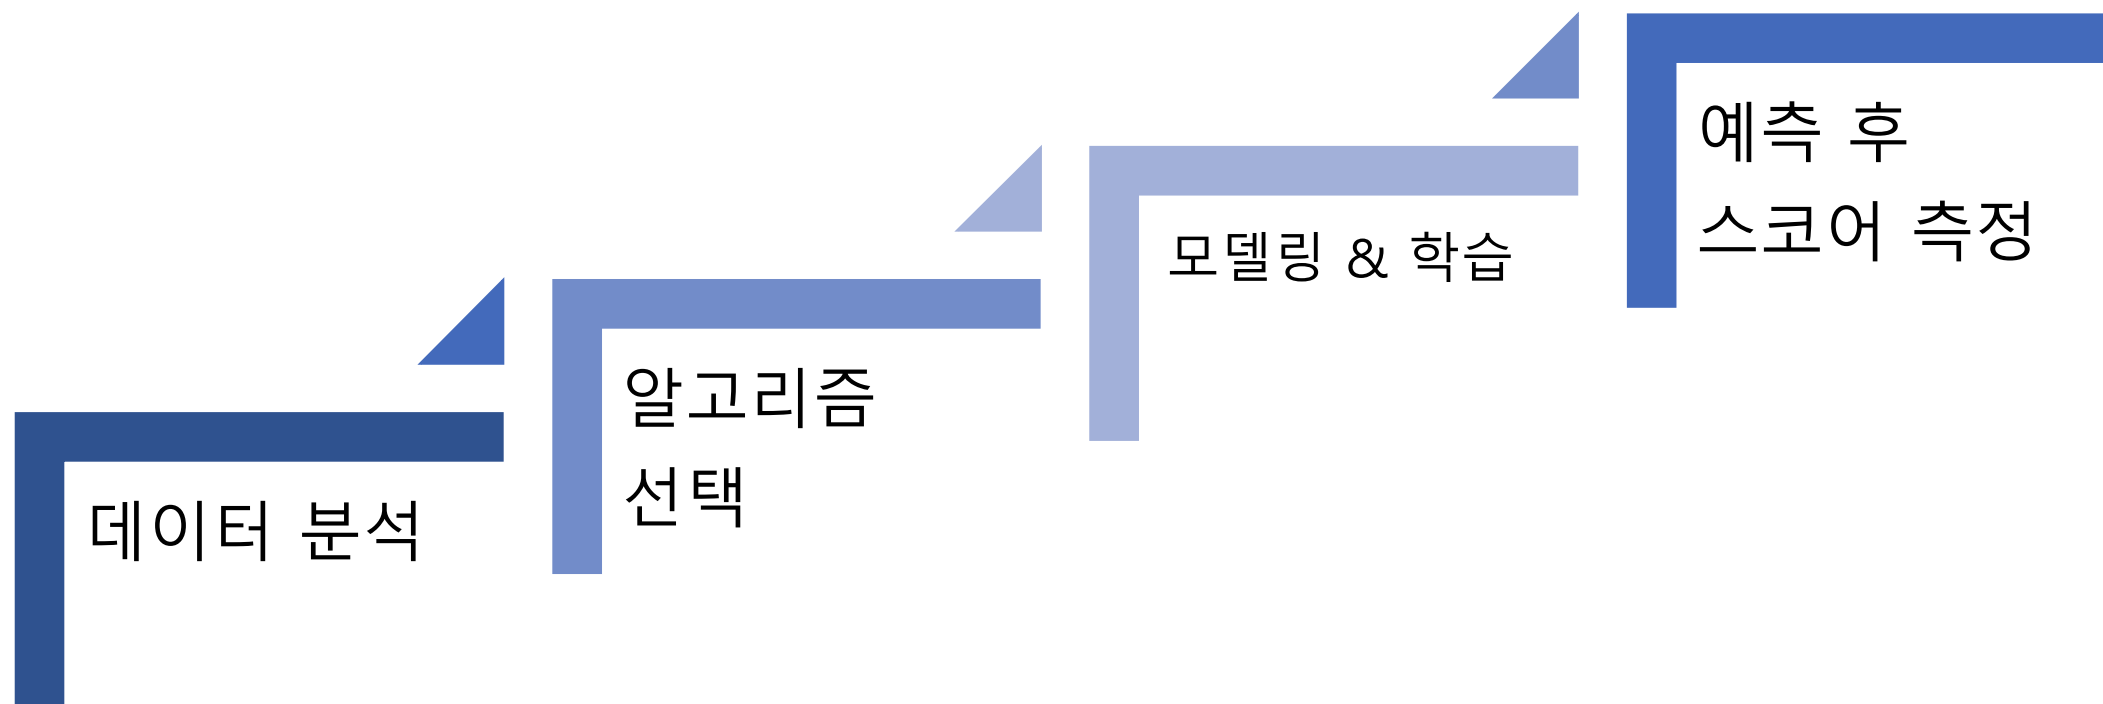 데이터 분석
알고리즘
선택
모델링 & 학습
예측 후
스코어 측정